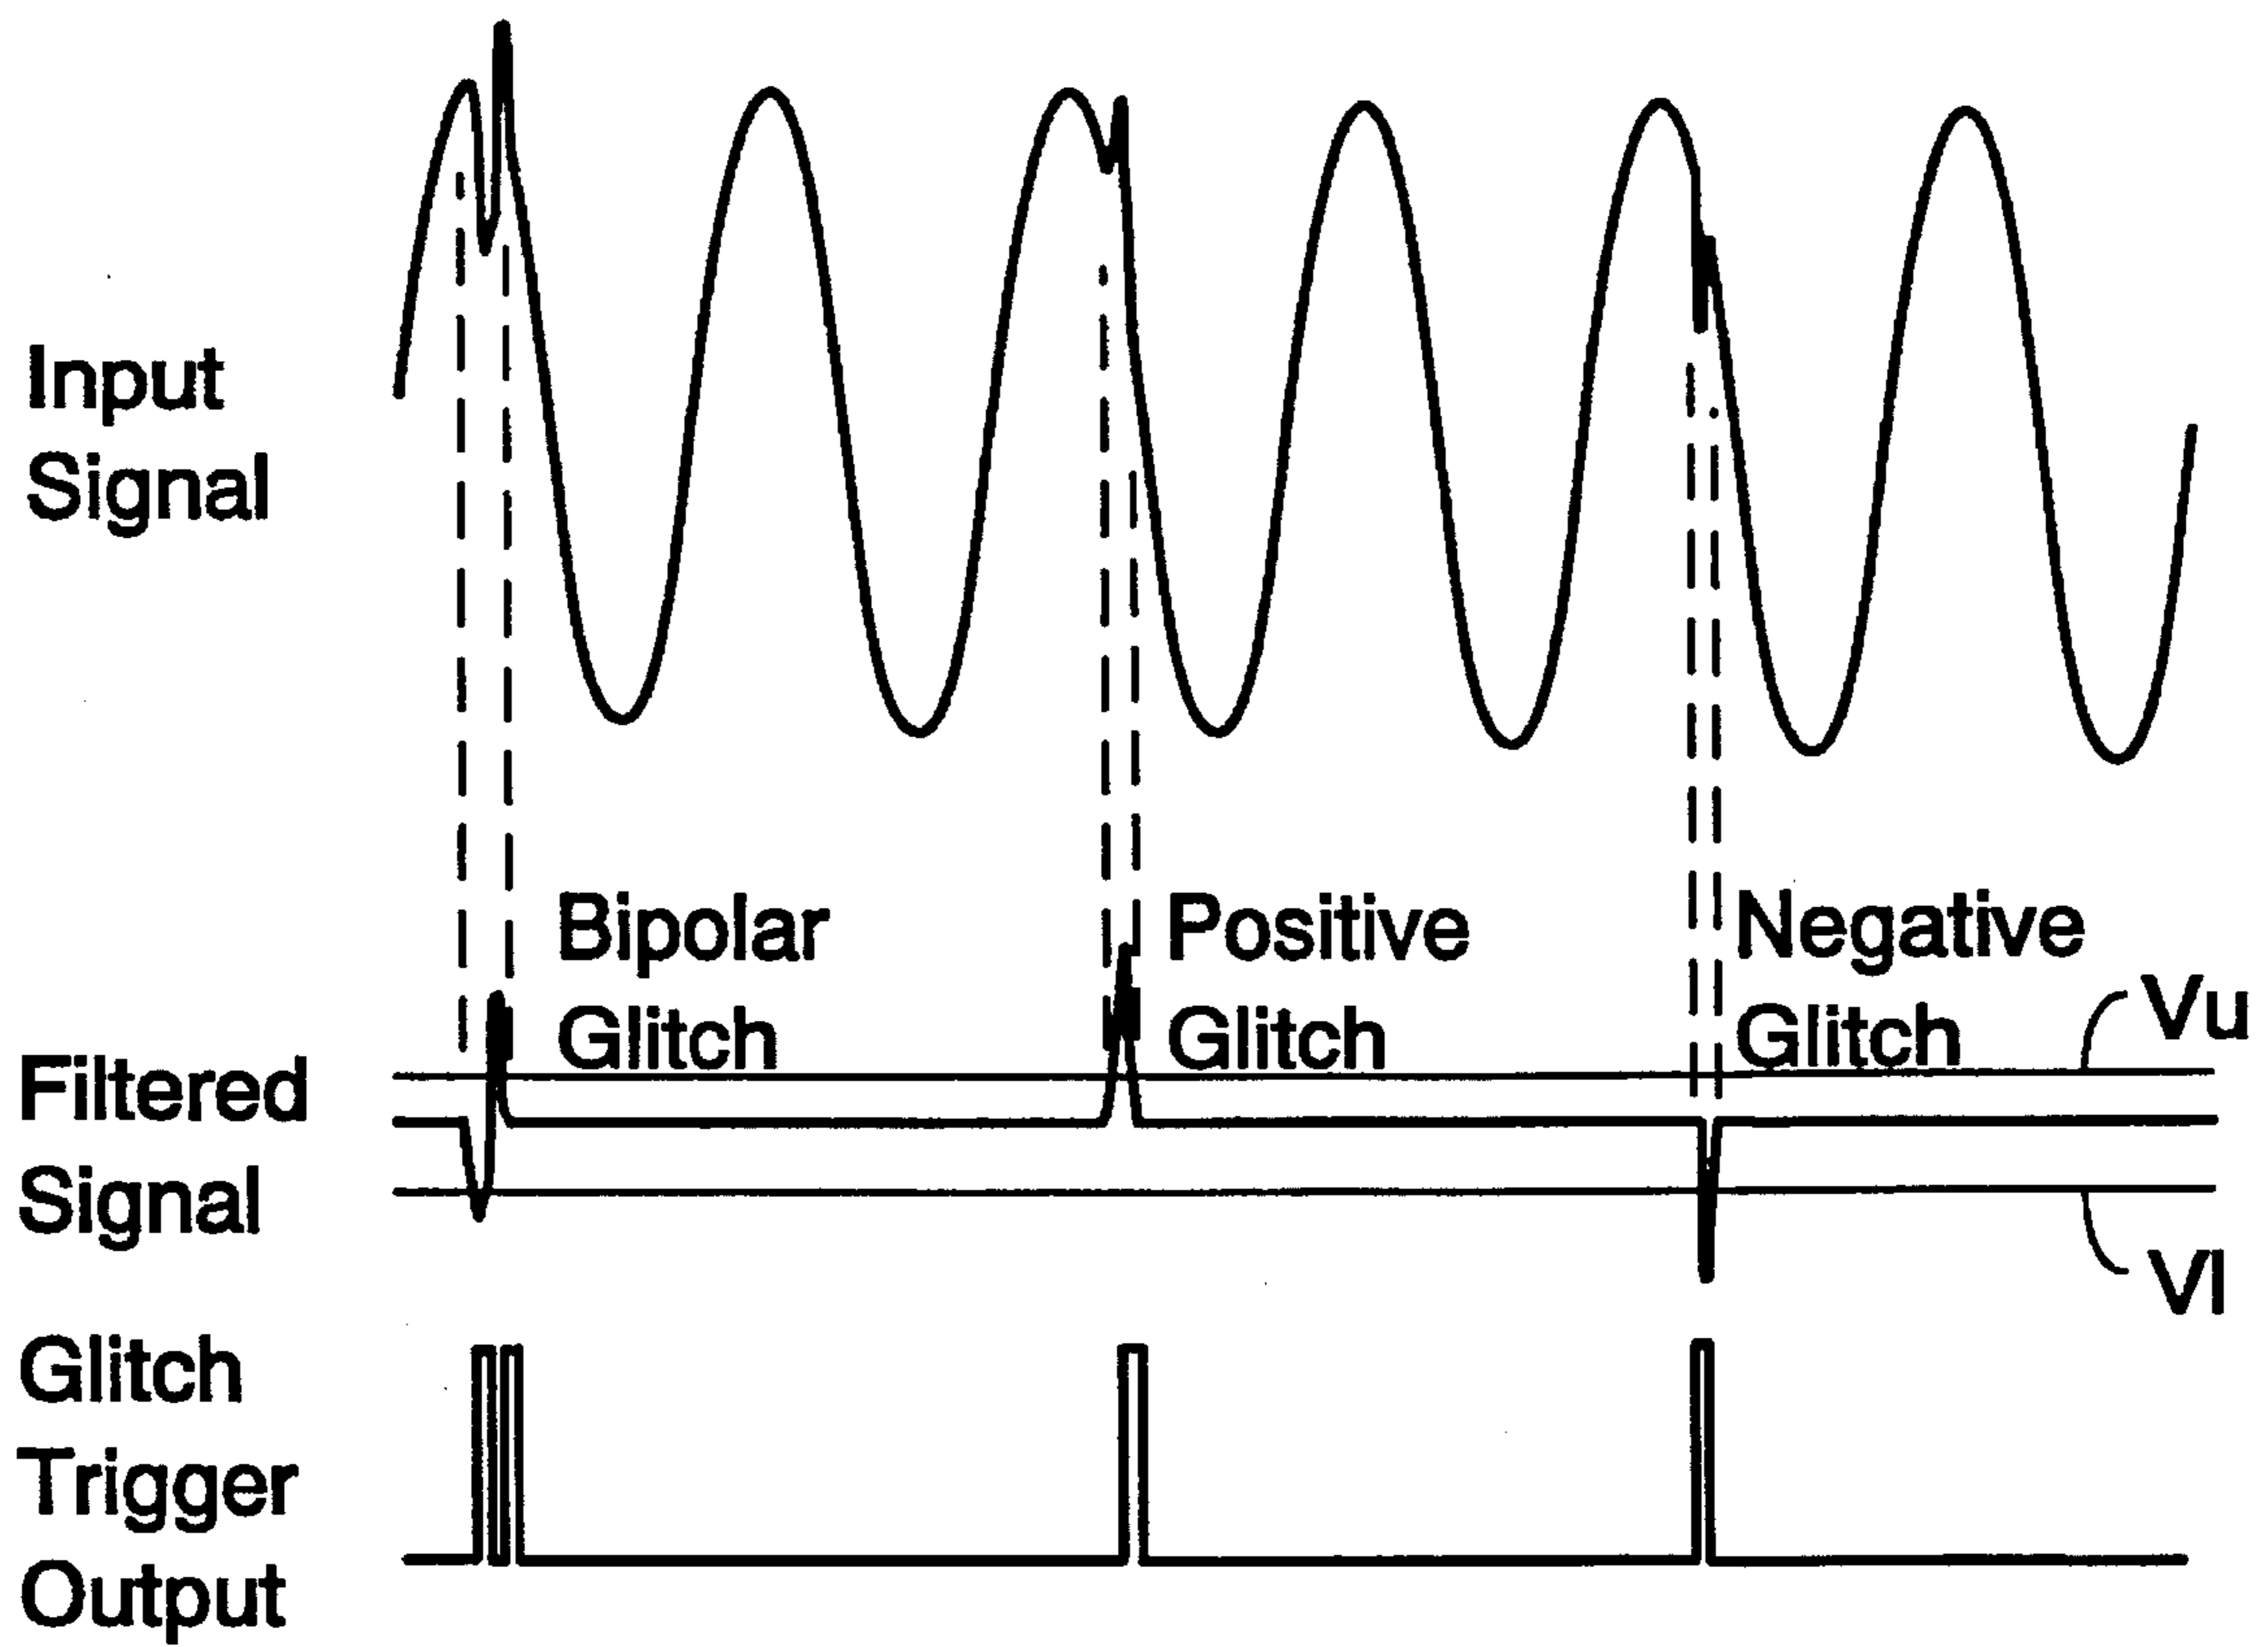 Input
Signal
Bipolar
Glitch
Positive
Glitch
Negative
Glitch
Vu
Filtered
Signal
Vl
Glitch
Trigger
Output